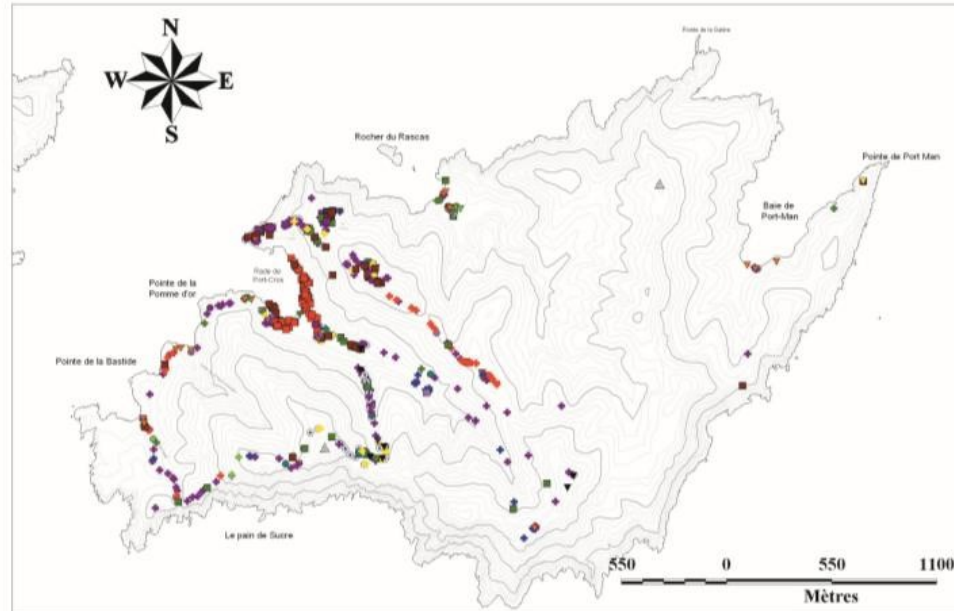 Pointe de la Galère
N
W E
S
Rocher du Rascas
Pointe de Port Man
Baie de
Port-Man
Rade de
Port-Cros
Pointe de la
Pomme d'or
Pointe de la Bastide
Le pain de Sucre
550 0 550 1100
Mètres